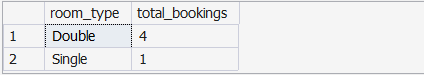 room_type total_bookings
1 Double 4
2 Single 1